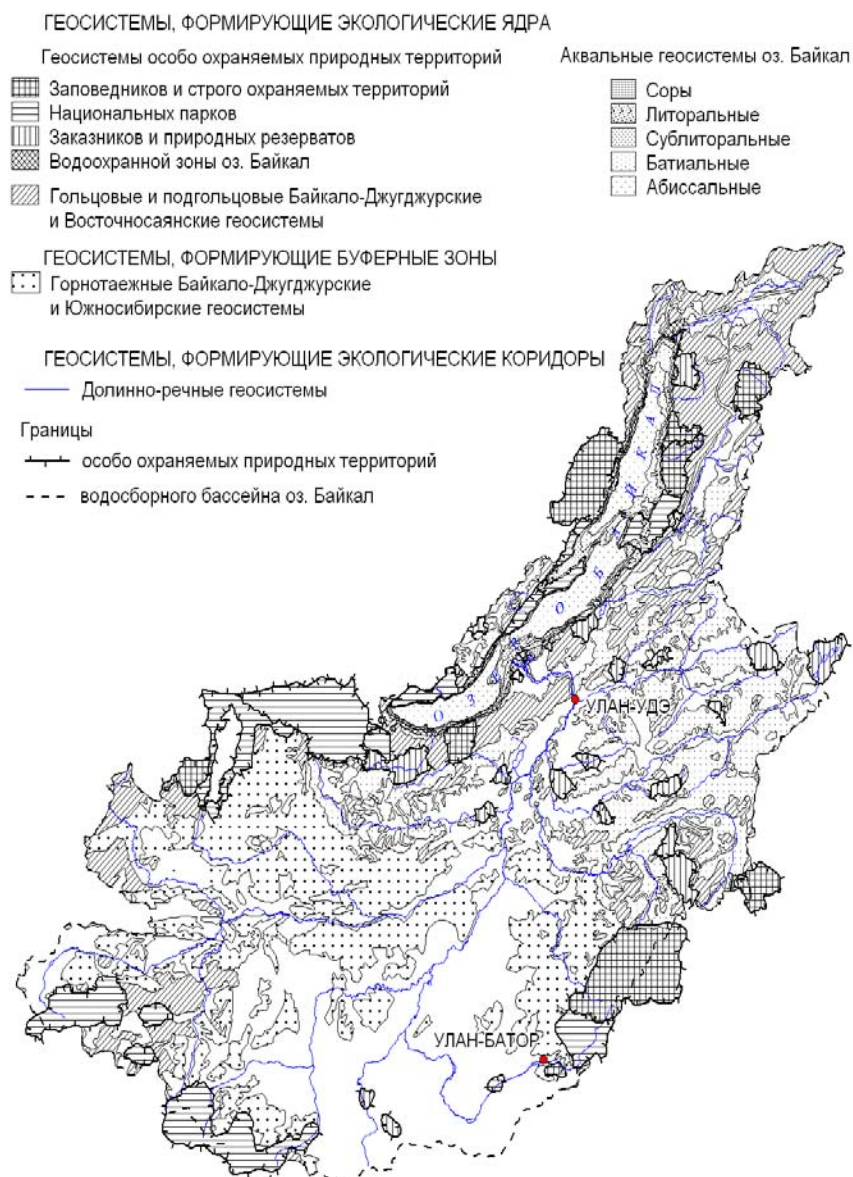 ГЕОСИСТЕМЫ, ФОРМИРУЮЩИЕ ЭКОЛОГИЧЕСКИЕ ЯДРА
Геосистемы особо охраняемых природных территорий
Заповедников и строго охраняемых территорий
Национальных парков
Заказников и природных резерватов
Водоохранной зоны оз. Байкал
Гольцовые и подгольцовые Байкало-Джугджурские
и Восточносаянские геосистемы
Аквальные геосистемы оз. Байкал
Соры
Литоральные
Сублиторальные
Батиальные
Абиссальные
ГЕОСИСТЕМЫ, ФОРМИРУЮЩИЕ БУФЕРНЫЕ ЗОНЫ
Горнотаежные Байкало-Джугджурские
и Южносибирские геосистемы
ГЕОСИСТЕМЫ, ФОРМИРУЮЩИЕ ЭКОЛОГИЧЕСКИЕ КОРИДОРЫ
Долинно-речные геосистемы
Границы
особо охраняемых природных территорий
водосборного бассейна оз. Байкал
ОЗЕРО БАЙКАЛ
УЛАН-УДЭ
УЛАН-БАТОР